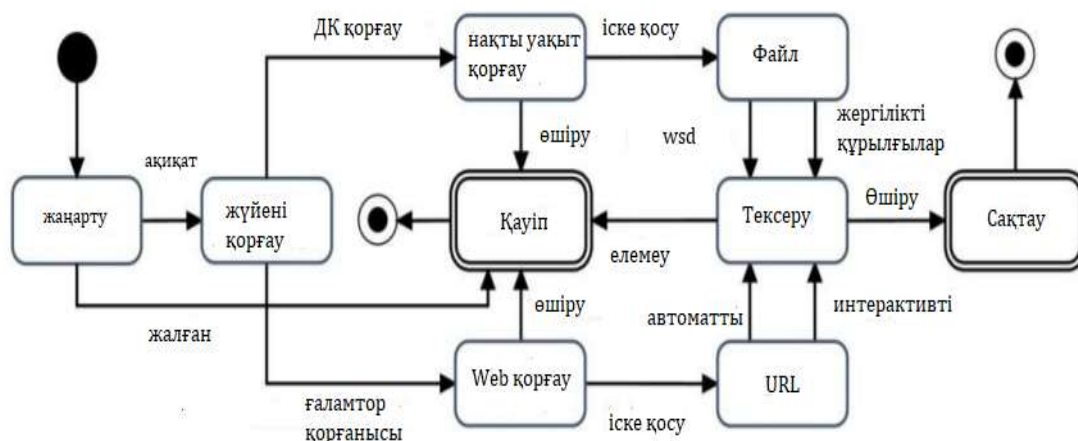 ДК қорғау
нақты уақыт
қорғау
іске қосу
Файл
өшіру
wsd
жергілікті
құрылғылар
ақиқат
жаңарту
жүйені
қорғау
Қауіп
Тексеру
Өшіру
Сақтау
елемеу
жалған
өшіру
автоматты
интерактивті
ғаламтор
қорғанысы
Web қорғау
іске қосу
URL